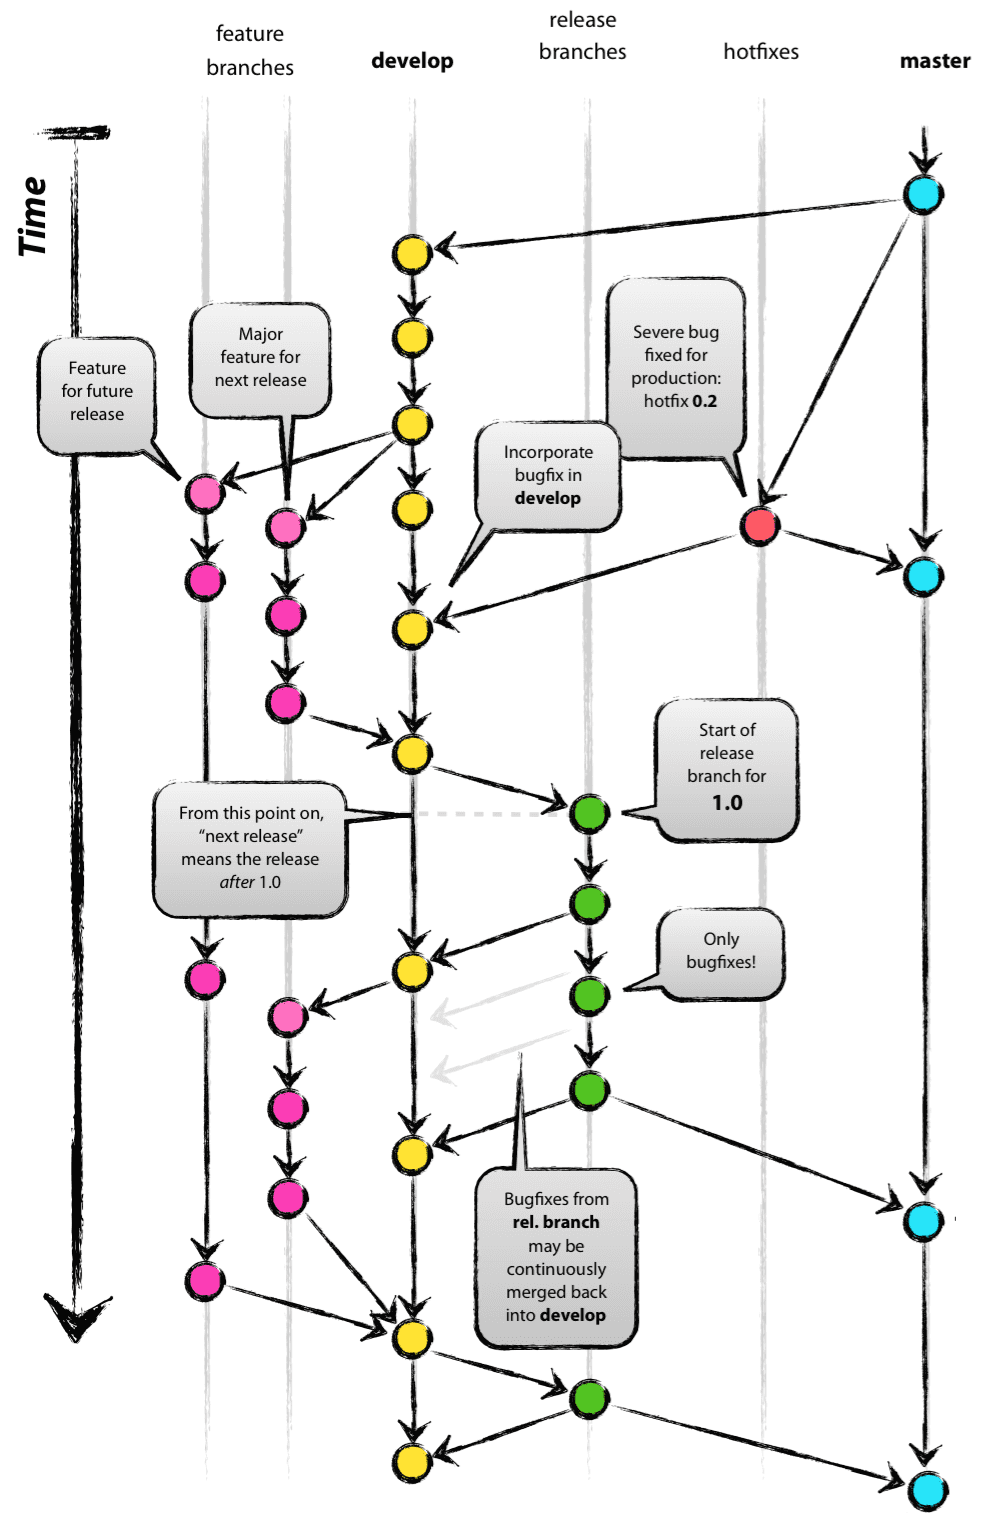 feature
branches
develop
release
branches
hotfixes
master
Time
Feature
for future
release
Major
feature for
next release
Severe bug
fixed for
production:
hotfix 0.2
Incorporate
bugfix in
develop
Start of
release
branch for
1.0
From this point on,
“next release”
means the release
after 1.0
Only
bugfixes!
Bugfixes from
rel. branch
may be
continuously
merged back
into develop